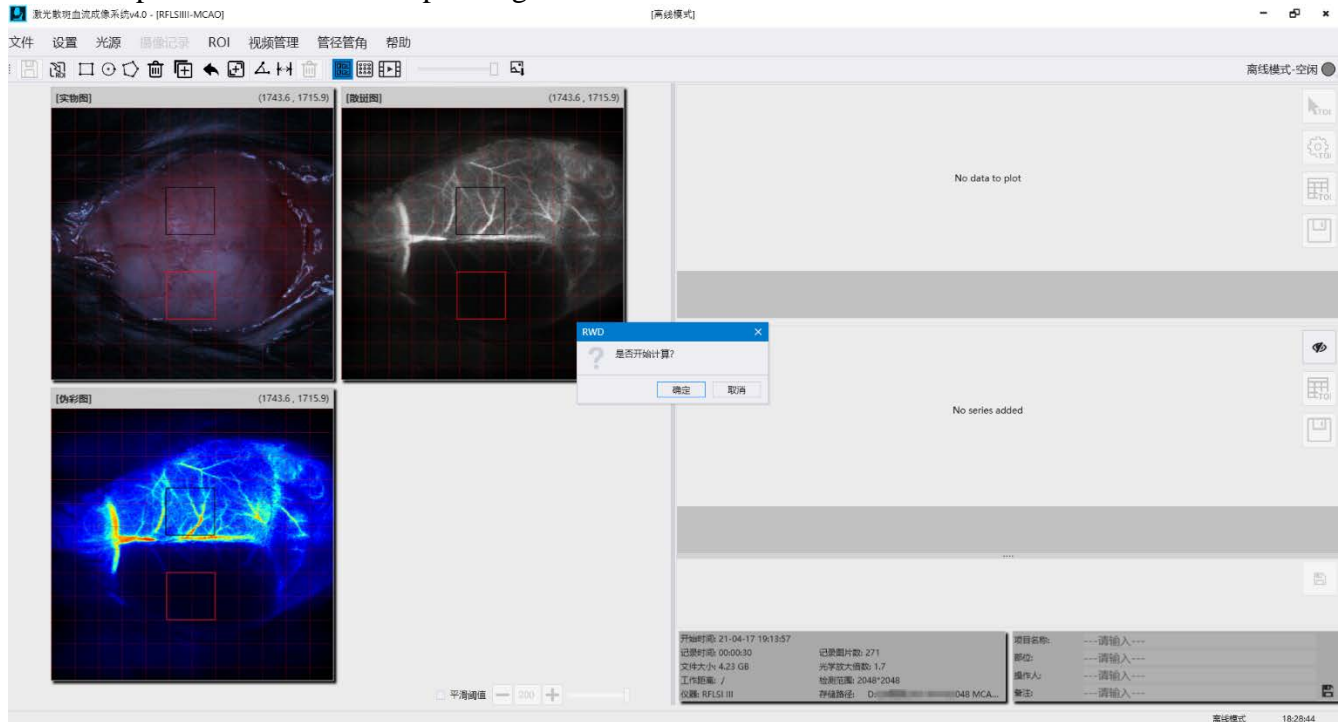 激光散斑血流成像系统v4.0 - [RFLSIIII-MCAO]
[离线模式]
文件 设置 光源 摄像记录 ROI 视频管理 管径管角 帮助
离线模式-空闲
[实物图] (1743.6 , 1715.9)
[散斑图] (1743.6 , 1715.9)
TOI
TOI
No data to plot
TOI
RWD
是否开始计算?
确定 取消
TOI
[伪彩图] (1743.6 , 1715.9)
No series added
开始时间: 21-04-17 19:13:57
记录时间: 00:00:30 记录图片数: 271
文件大小: 4.23 GB 光学放大倍数: 1.7
工作距离: / 检测范围: 2048*2048
仪器: RFLSI III 存储路径: D: 048 MCA...
项目名称: ---请输入---
部位: ---请输入---
操作人: ---请输入---
备注: ---请输入---
平滑阈值 200
离线模式 18:28:44